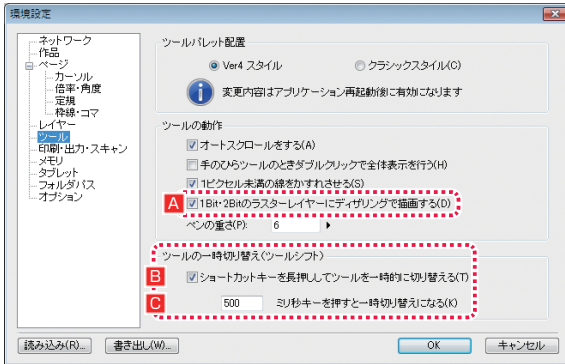 環境設定
ネットワーク
作品
ページ
カーソル
倍率・角度
定規
枠線・コマ
レイヤー
ツール
印刷・出力・スキャン
メモリ
タブレット
フォルダパス
オプション
ツールパレット配置
Ver4 スタイル
クラシックスタイル(C)
変更内容はアプリケーション再起動後に有効になります
ツールの動作
オートスクロールをする(A)
手のひらツールのときダブルクリックで全体表示を行う(H)
1ピクセル未満の線をかすれさせる(S)
A 1Bit・2Bitのラスターレイヤーにディザリングで描画する(D)
ペンの重さ(P): 6
ツールの一時切り替え(ツールシフト)
B ショートカットキーを長押ししてツールを一時的に切り替える(T)
C 500 ミリ秒キーを押すと一時切り替えになる(K)
読み込み(R)... 書き出し(W)... OK キャンセル